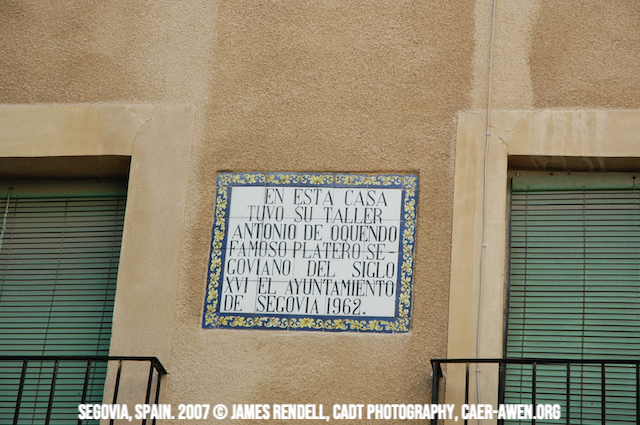 EN ESTA CASA
TUVO SU TALLER
ANTONIO DE OQUENDO
FAMOSO PLATERO SE-
GOVIANO DEL SIGLO
XVI EL AYUNTAMIENTO
DE SEGOVIA 1962.
SEGOVIA, SPAIN. 2007 © JAMES RENDELL, CADT PHOTOGRAPHY, CAER-AWEN.ORG